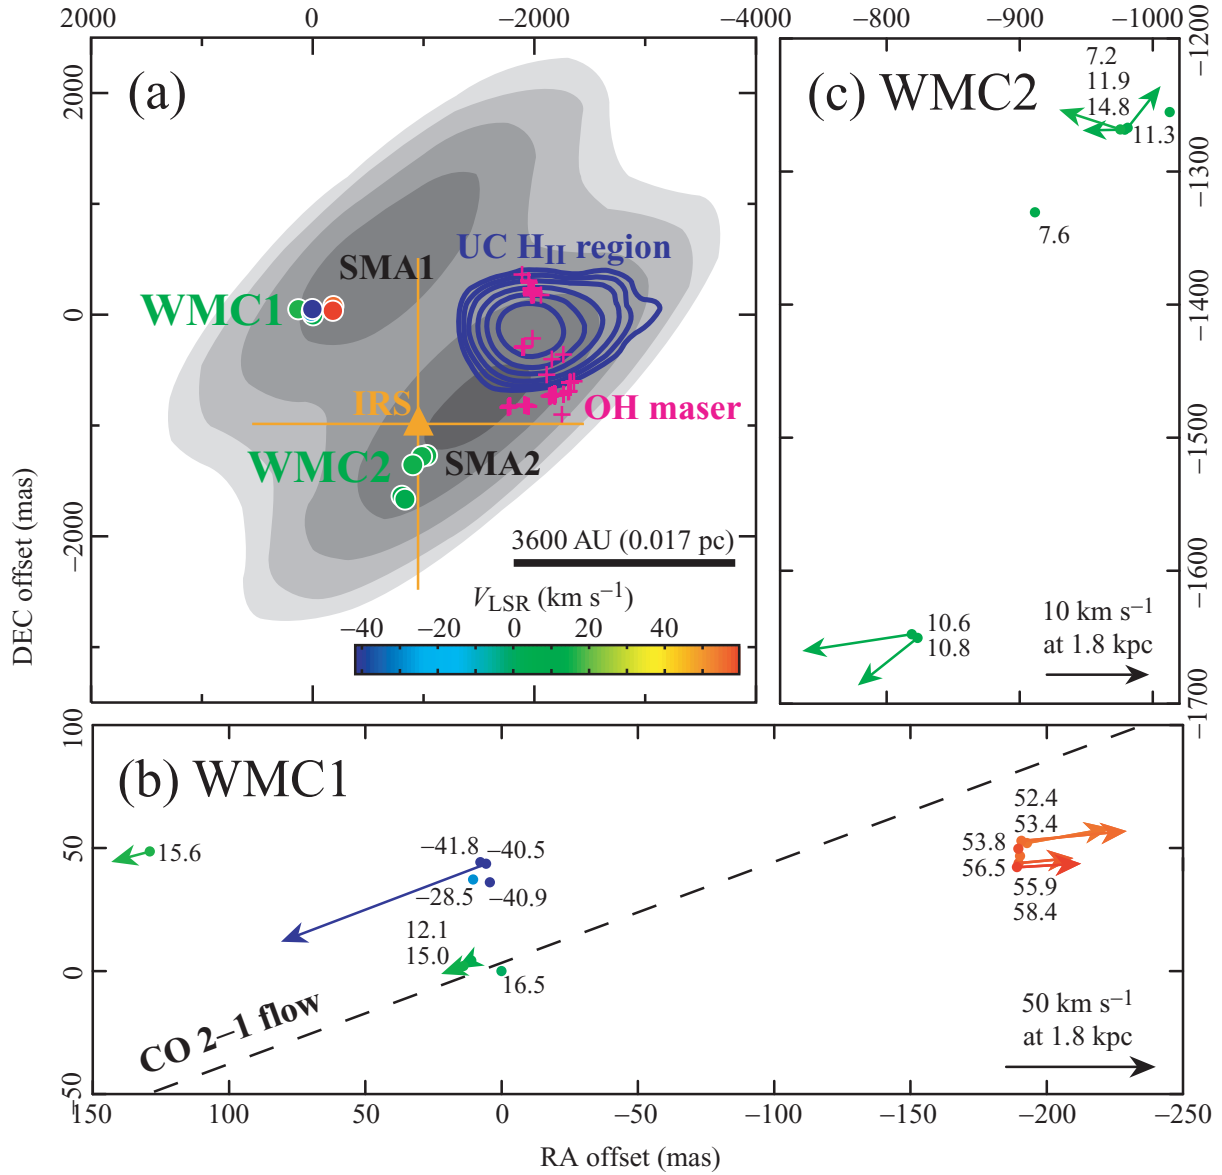 2000 0 −2000 −4000
−800 −900 −1000
(a)
2000
0
−2000
DEC offset (mas)
UC HII region
SMA1
WMC1
IRS
OH maser
WMC2
SMA2
3600 AU (0.017 pc)
VLSR (km s−1)
−40 −20 0 20 40
(c) WMC2
7.2
11.9
14.8
11.3
7.6
10.6
10.8
10 km s−1
at 1.8 kpc
−1200
−1300
−1400
−1500
−1600
−1700
(b) WMC1
100
50
0
−50
15.6
−41.8
−40.5
−28.5
−40.9
12.1
15.0
16.5
CO 2−1 flow
52.4
53.4
53.8
56.5
55.9
58.4
50 km s−1
at 1.8 kpc
150 100 50 0 −50 −100 −150 −200 −250
RA offset (mas)